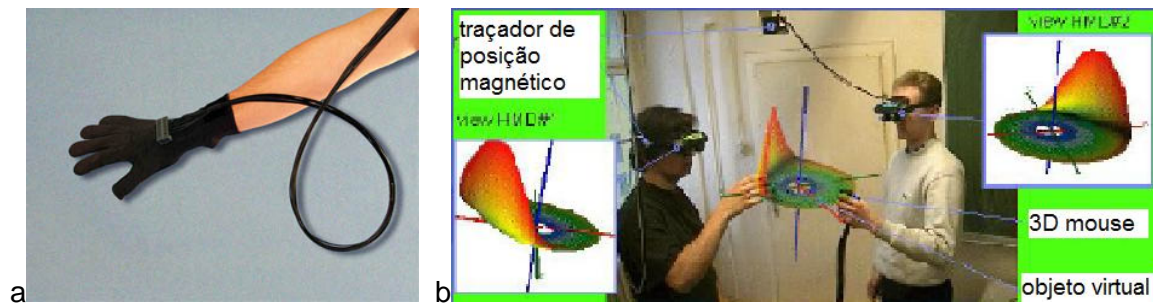 a
b
traçador de
posição
magnético
view HMD#1
view HMD#2
3D mouse
objeto virtual